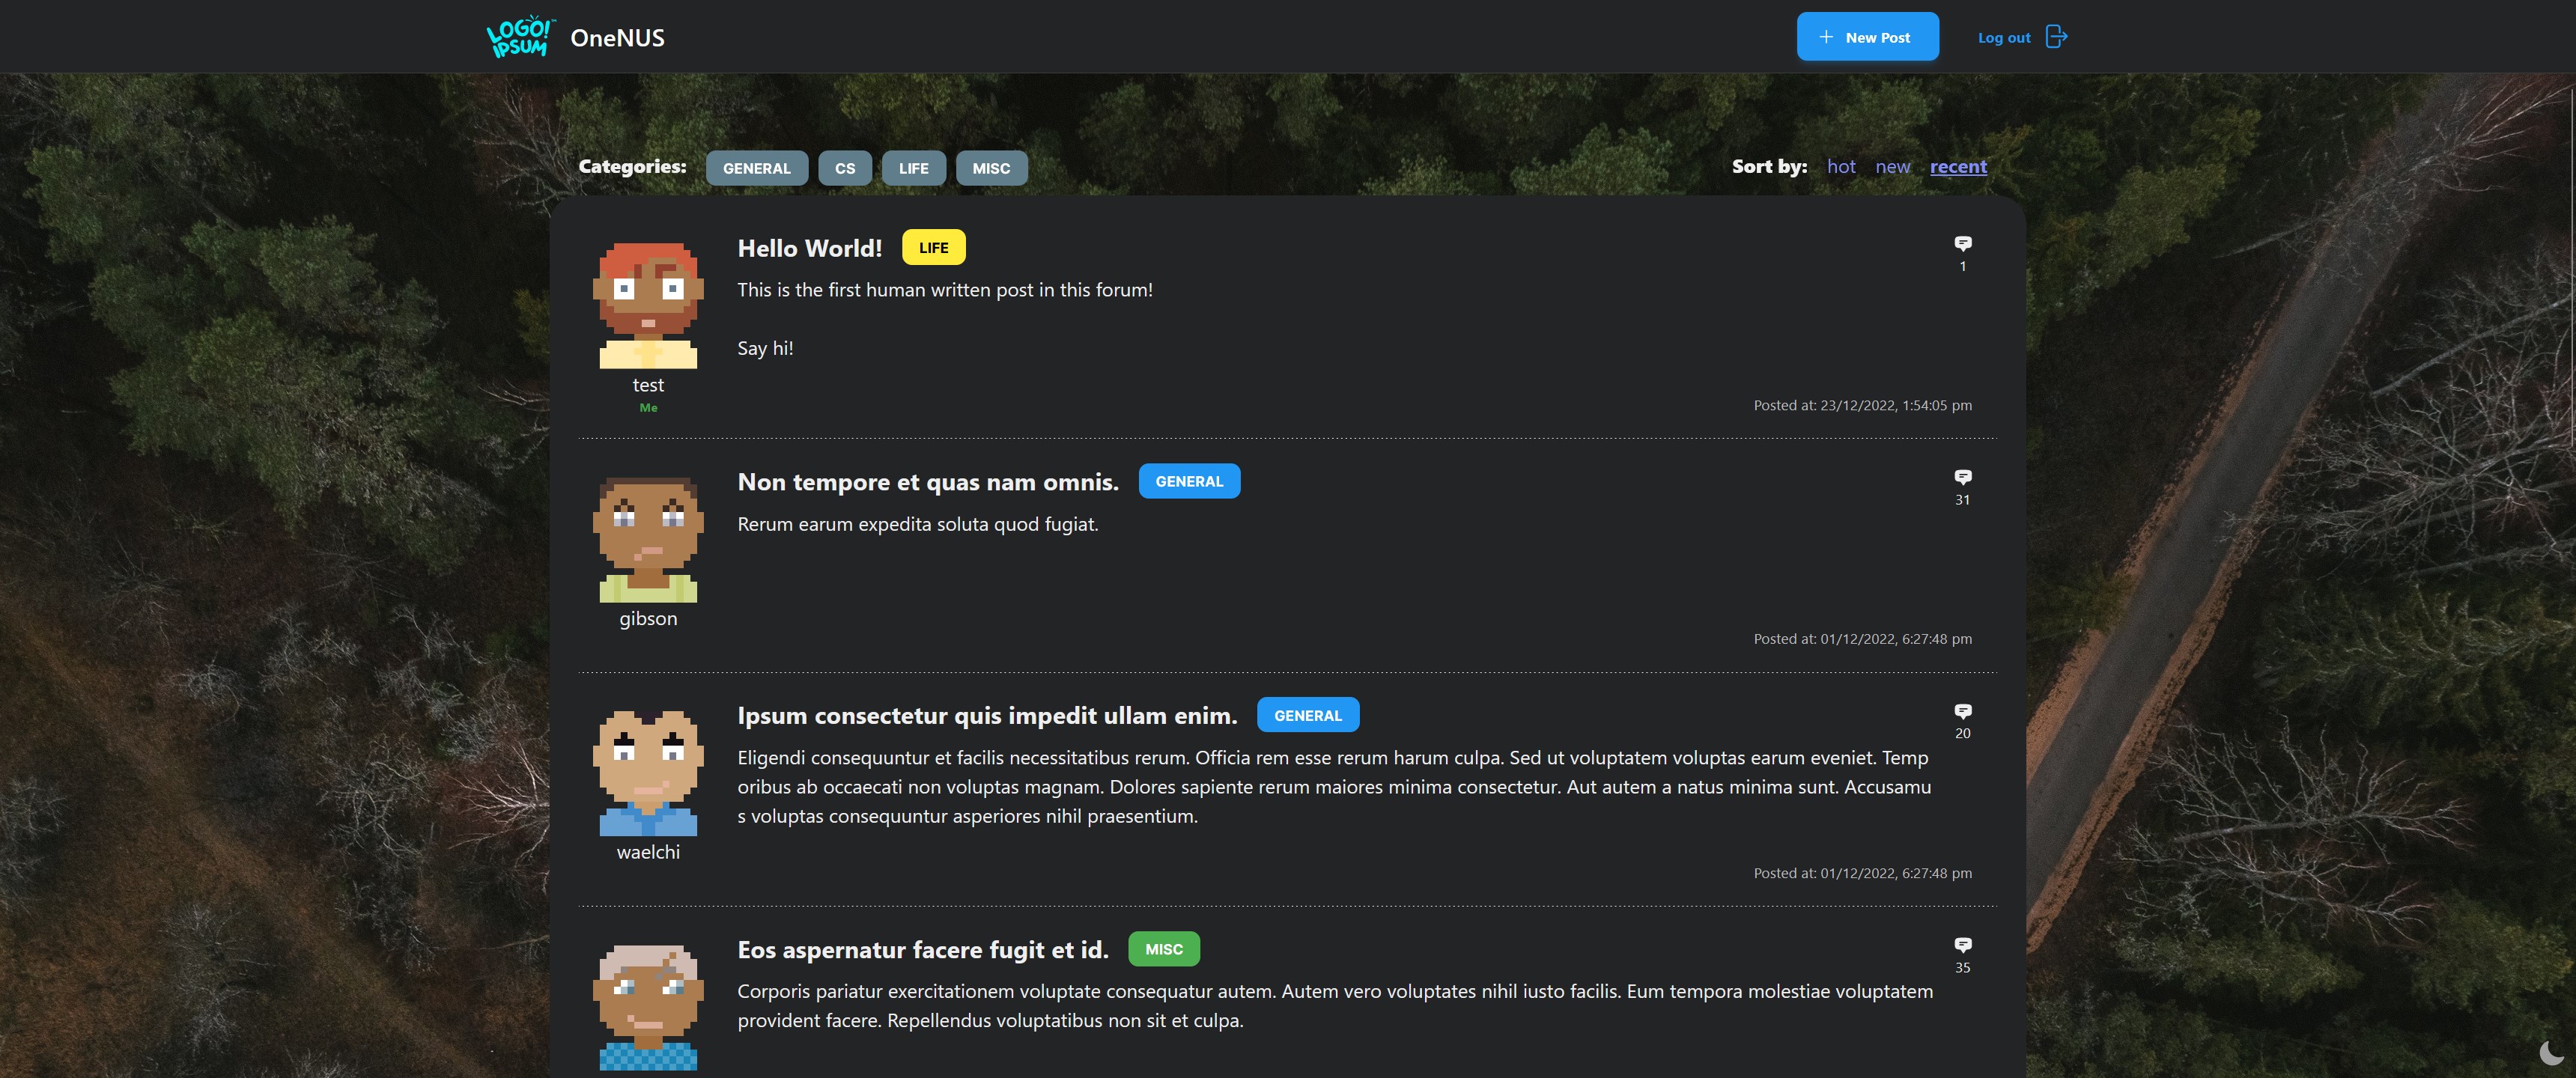 LOGO!
IPSUM
OneNUS
New Post
Log out
Categories: GENERAL CS LIFE MISC
Sort by: hot new recent
Hello World! LIFE
1
This is the first human written post in this forum!
Say hi!
test
Me
Posted at: 23/12/2022, 1:54:05 pm
Non tempore et quas nam omnis. GENERAL
31
Rerum earum expedita soluta quod fugiat.
gibson
Posted at: 01/12/2022, 6:27:48 pm
Ipsum consectetur quis impedit ullam enim. GENERAL
20
Eligendi consequuntur et facilis necessitatibus rerum. Officia rem esse rerum harum culpa. Sed ut voluptatem voluptas earum eveniet. Temp
oribus ab occaecati non voluptas magnam. Dolores sapiente rerum maiores minima consectetur. Aut autem a natus minima sunt. Accusamu
s voluptas consequuntur asperiores nihil praesentium.
waelchi
Posted at: 01/12/2022, 6:27:48 pm
Eos aspernatur facere fugit et id. MISC
35
Corporis pariatur exercitationem voluptate consequatur autem. Autem vero voluptates nihil iusto facilis. Eum tempora molestiae voluptatem
provident facere. Repellendus voluptatibus non sit et culpa.